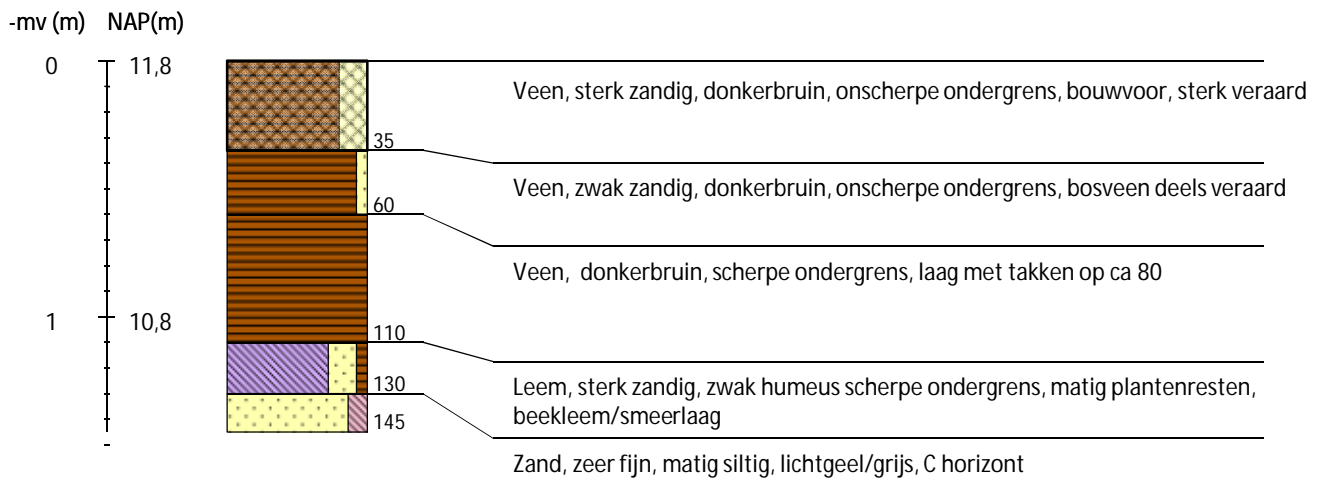 -mv (m) NAP(m)
0 11,8
Veen, sterk zandig, donkerbruin, onscherpe ondergrens, bouwvoor, sterk veraard
35
Veen, zwak zandig, donkerbruin, onscherpe ondergrens, bosveen deels veraard
60
Veen, donkerbruin, scherpe ondergrens, laag met takken op ca 80
1 10,8
110
Leem, sterk zandig, zwak humeus scherpe ondergrens, matig plantenresten,
beekleem/smeerlaag
130
145
Zand, zeer fijn, matig siltig, lichtgeel/grijs, C horizont